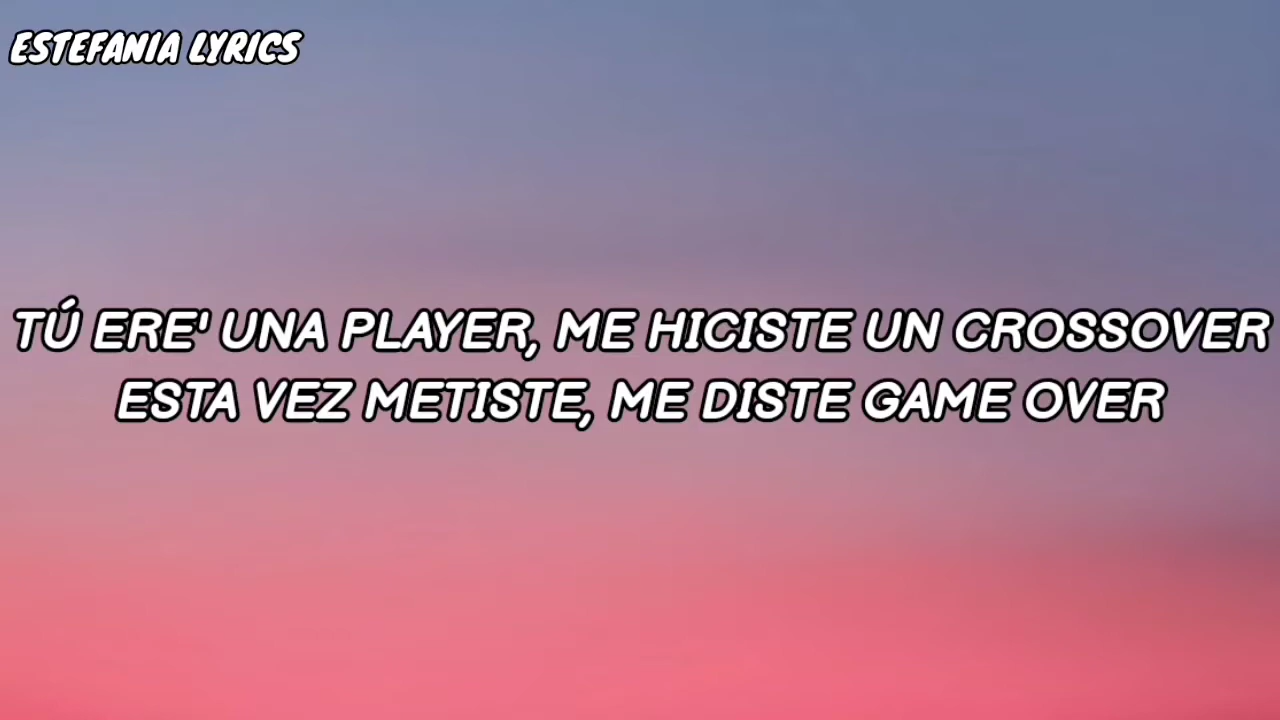 ESTEFANIA LYRICS
TÚ ERE' UNA PLAYER, ME HICISTE UN CROSSOVER
ESTA VEZ METISTE, ME DISTE GAME OVER